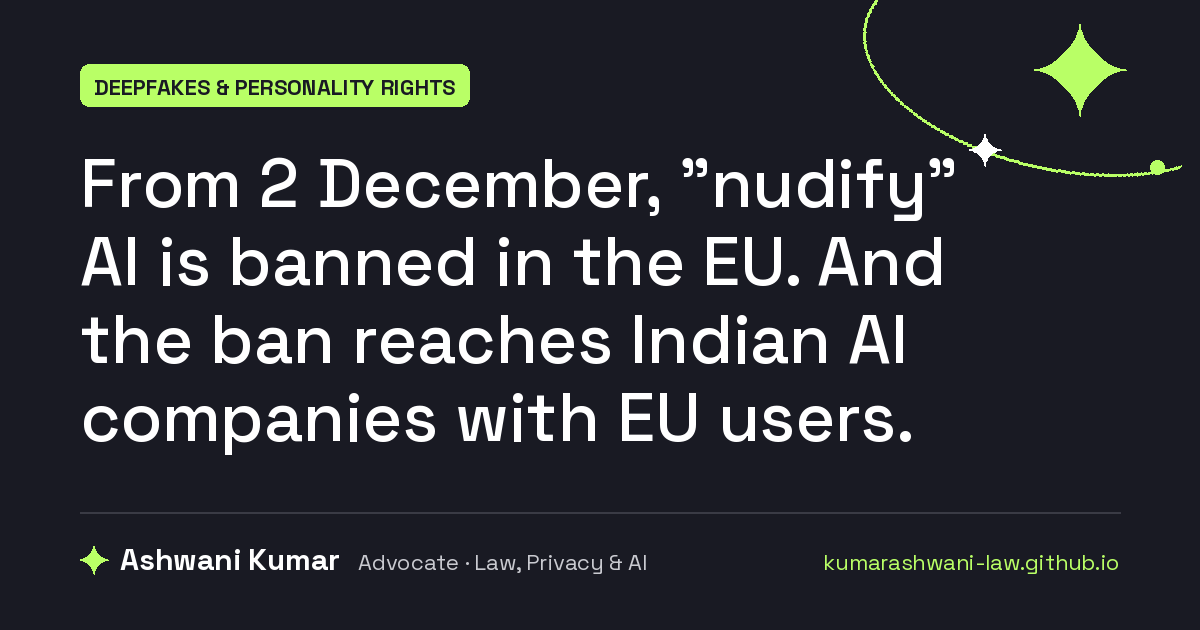 DEEPFAKES & PERSONALITY RIGHTS
From 2 December, ”nudify”
AI is banned in the EU. And
the ban reaches Indian AI
companies with EU users.
Ashwani Kumar Advocate · Law, Privacy & AI kumarashwani-law.github.io